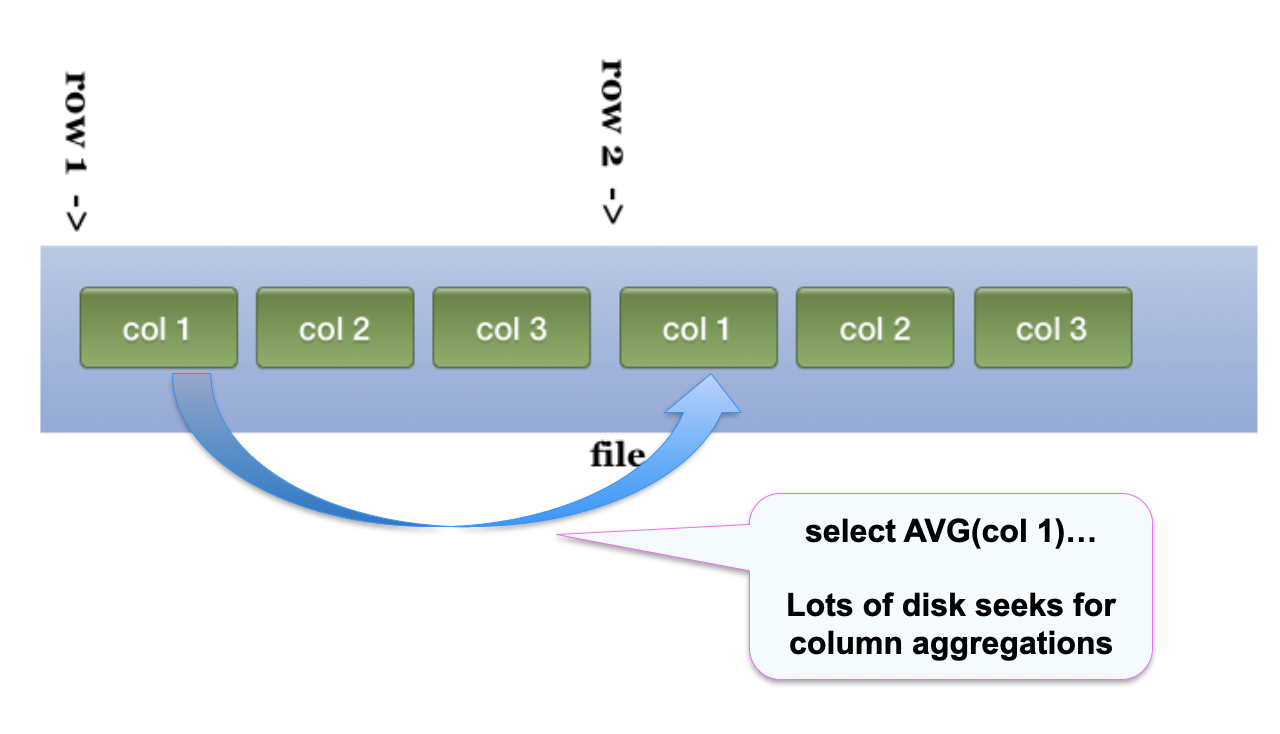 row 1 ->
row 2 ->
col 1
col 2
col 3
col 1
col 2
col 3
file
select AVG(col 1)…
Lots of disk seeks for
column aggregations